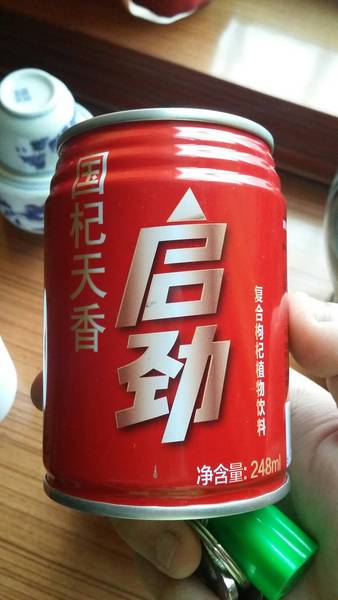 国杞天香
启劲
复合枸杞植物饮料
净含量: 248ml